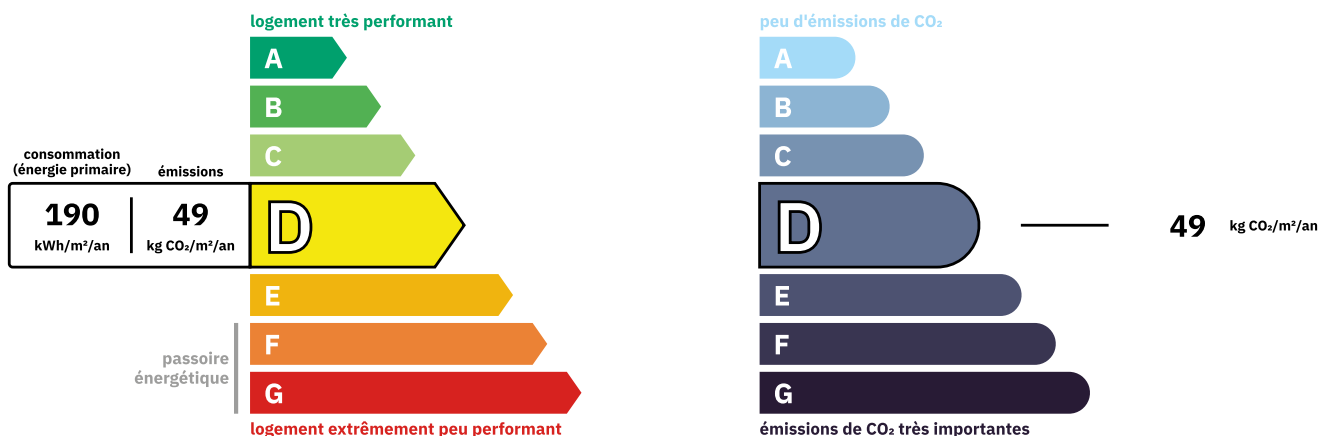 logement très performant
A
B
C
consommation
(énergie primaire)
émissions
190
kWh/m²/an
49
kg CO₂/m²/an
D
E
F
G
passoire
énergétique
logement extrêmement peu performant
peu d'émissions de CO₂
A
B
C
D
49
kg CO₂/m²/an
E
F
G
émissions de CO₂ très importantes